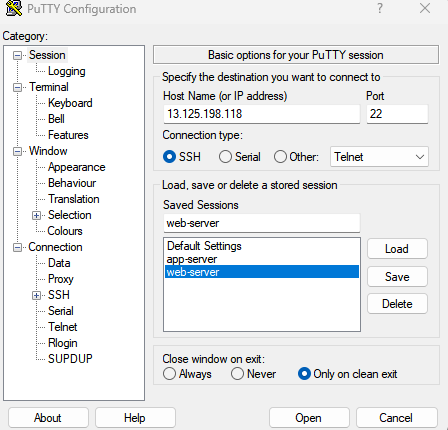 PuTTY Configuration ? ×
Category:
Session
Logging
Terminal
Keyboard
Bell
Features
Window
Appearance
Behaviour
Translation
Selection
Colours
Connection
Data
Proxy
SSH
Serial
Telnet
Rlogin
SUPDUP
Basic options for your PuTTY session
Specify the destination you want to connect to
Host Name (or IP address) Port
13.125.198.118 22
Connection type:
SSH Serial Other: Telnet
Load, save or delete a stored session
Saved Sessions
web-server
Default Settings
app-server
web-server
Load
Save
Delete
Close window on exit:
Always Never Only on clean exit
About Help Open Cancel